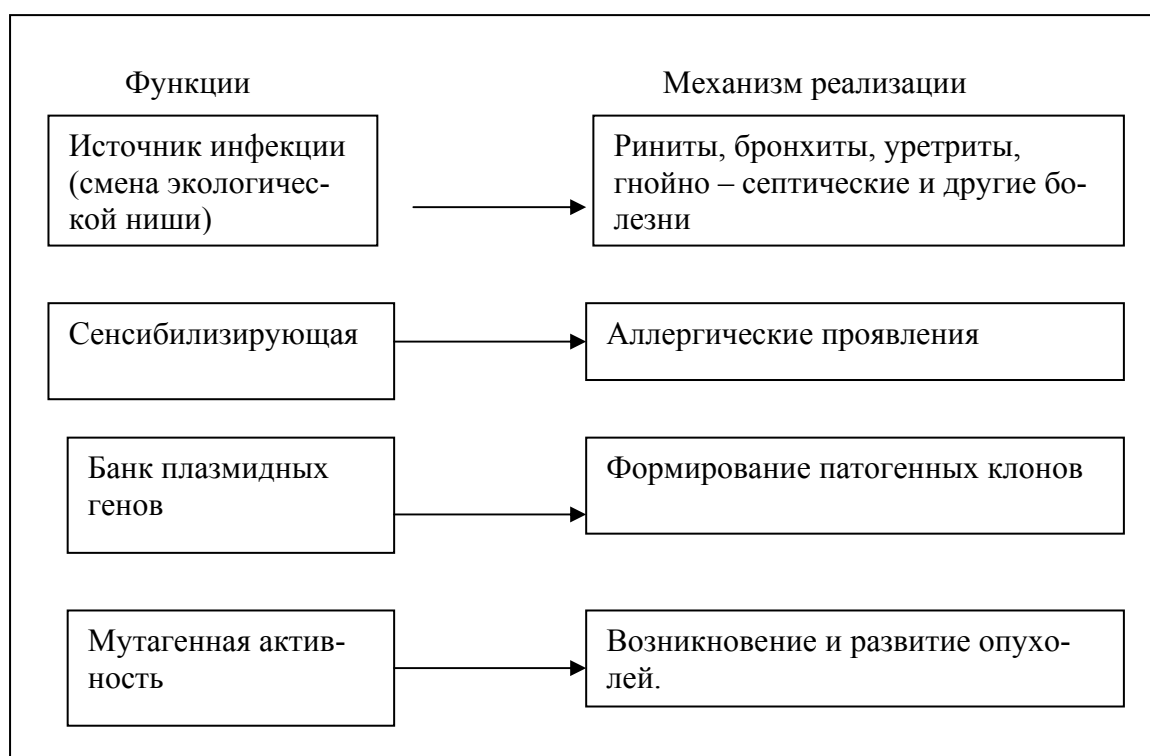 Функции
Механизм реализации
Источник инфекции
(смена экологичес-
кой ниши)
Риниты, бронхиты, уретриты,
гнойно – септические и другие бо-
лезни
Сенсибилизирующая
Аллергические проявления
Банк плазмидных
генов
Формирование патогенных клонов
Мутагенная актив-
ность
Возникновение и развитие опухо-
лей.